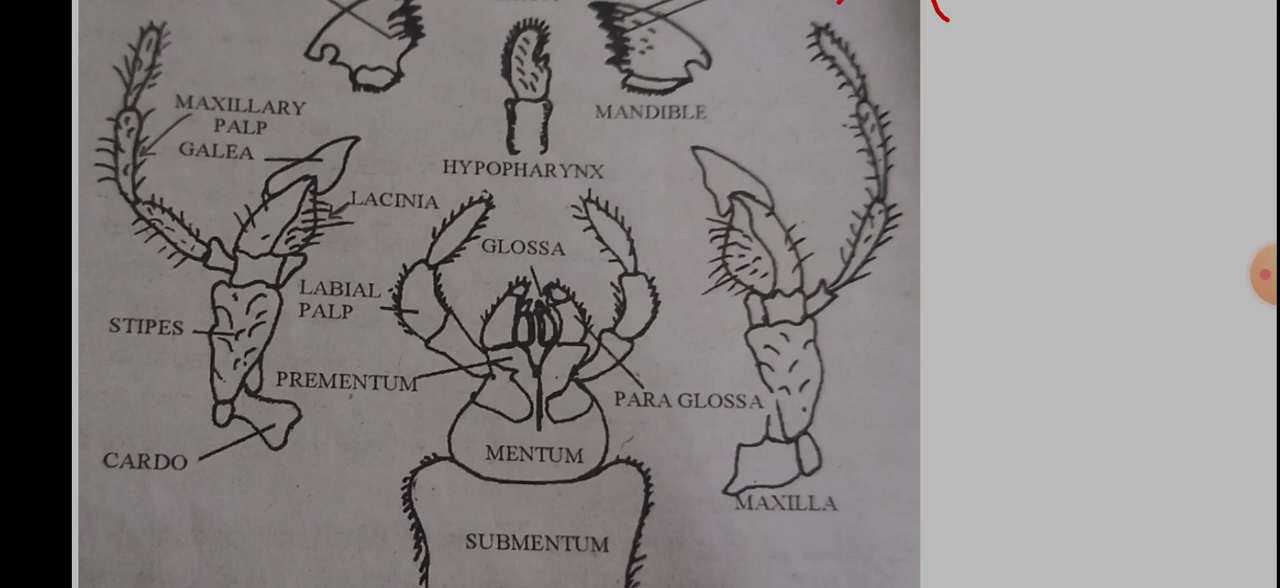 MAXILLARY
PALP
GALEA
MANDIBLE
HYPOPHARYNX
LACINIA
GLOSSA
LABIAL
PALP
STIPES
PREMENTUM
PARA GLOSSA
MENTUM
CARDO
MAXILLA
SUBMENTUM